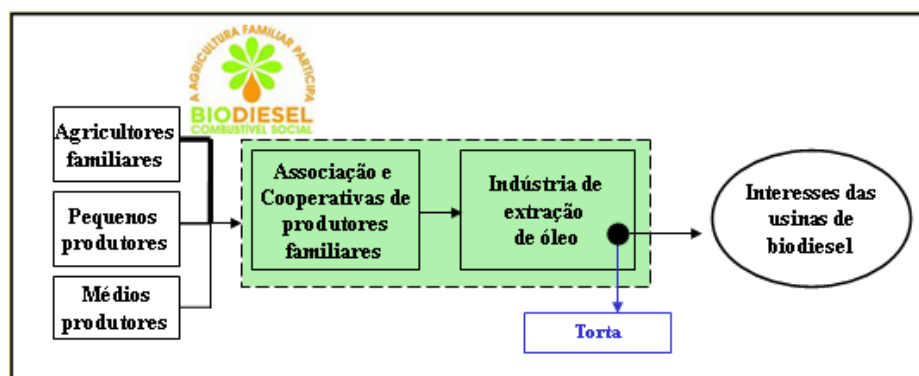 A AGRICULTURA FAMILIAR PARTICIPA
BIODIESEL
COMBUSTÍVEL SOCIAL
Agricultores
familiares
Pequenos
produtores
Médios
produtores
Associação e
Cooperativas de
produtores
familiares
Indústria de
extração
de óleo
Torta
Interesses das
usinas de
biodiesel